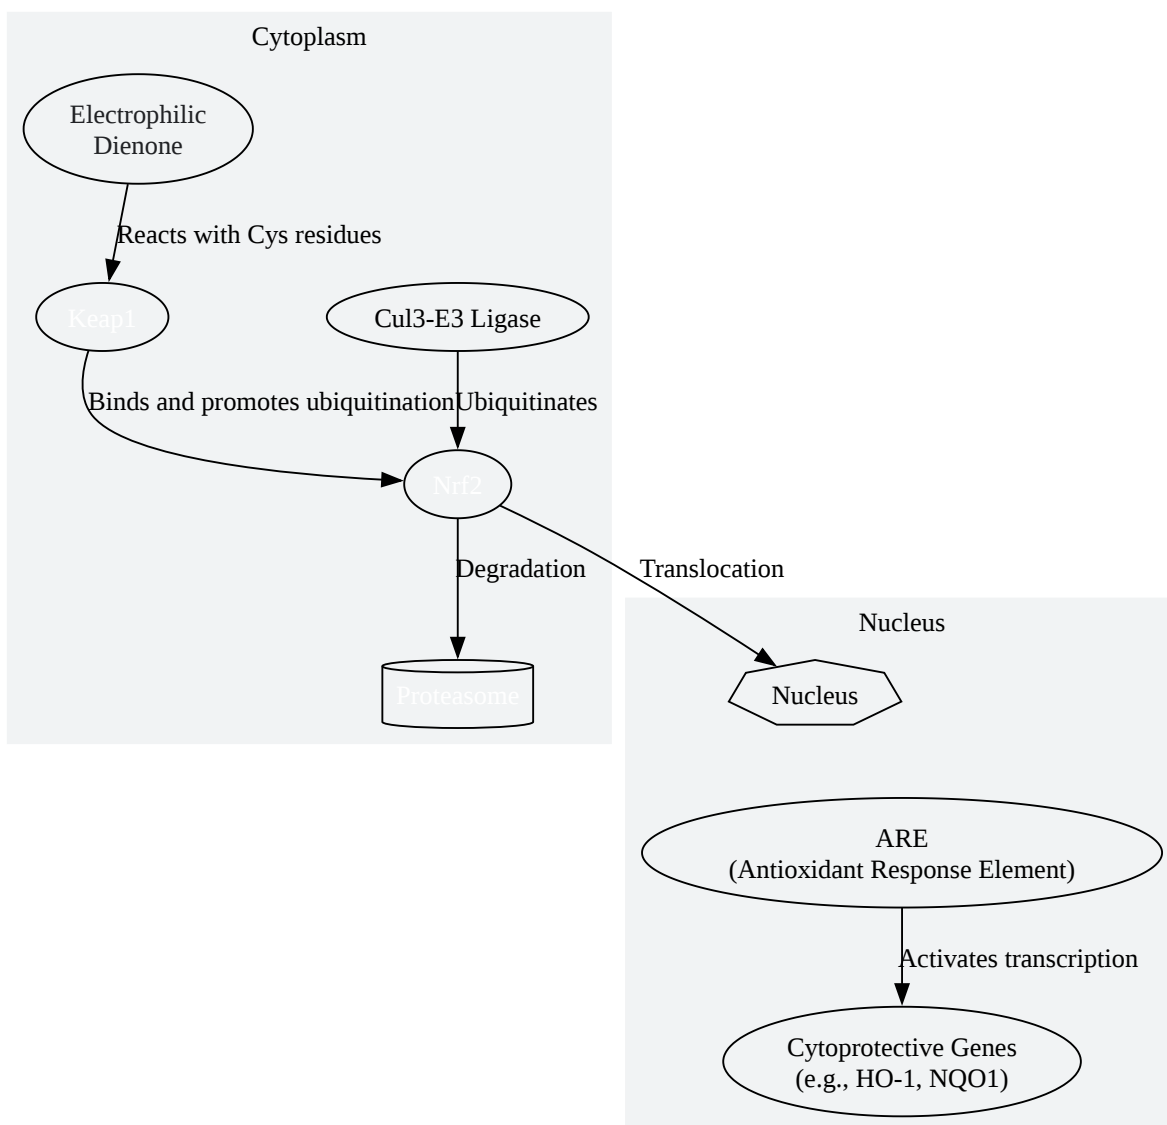 Cytoplasm
Electrophilic
Dienone
Reacts with Cys residues
Keap1
Cul3-E3 Ligase
Binds and promotes ubiquitination
Ubiquitinates
Nrf2
Degradation
Translocation
Proteasome
Nucleus
Nucleus
ARE
(Antioxidant Response Element)
Activates transcription
Cytoprotective Genes
(e.g., HO-1, NQO1)